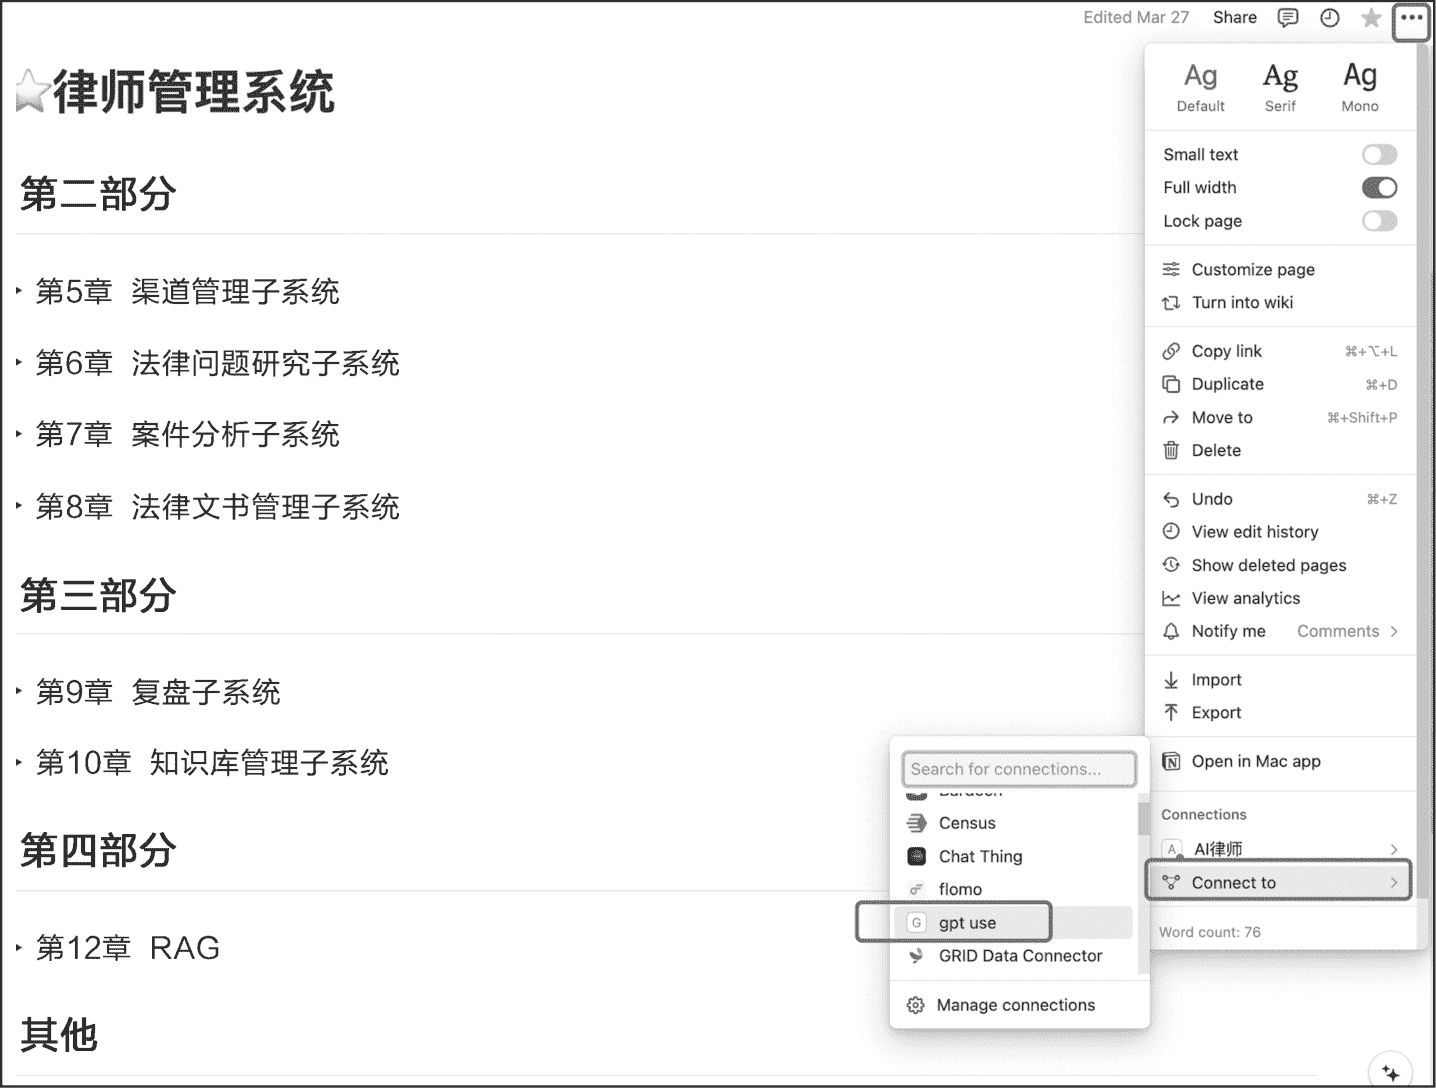 Edited Mar 27 Share
律师管理系统
第二部分
第5章 渠道管理子系统
第6章 法律问题研究子系统
第7章 案件分析子系统
第8章 法律文书管理子系统
第三部分
第9章 复盘子系统
第10章 知识库管理子系统
第四部分
第12章 RAG
其他
Ag Ag Ag
Default Serif Mono
Small text
Full width
Lock page
Customize page
Turn into wiki
Copy link ⌘+⌥+L
Duplicate ⌘+D
Move to ⌘+Shift+P
Delete
Undo ⌘+Z
View edit history
Show deleted pages
View analytics
Notify me Comments
Import
Export
Open in Mac app
Connections
A AI律师
Connect to
Word count: 76
Search for connections...
Census
Chat Thing
flomo
G gpt use
GRID Data Connector
Manage connections